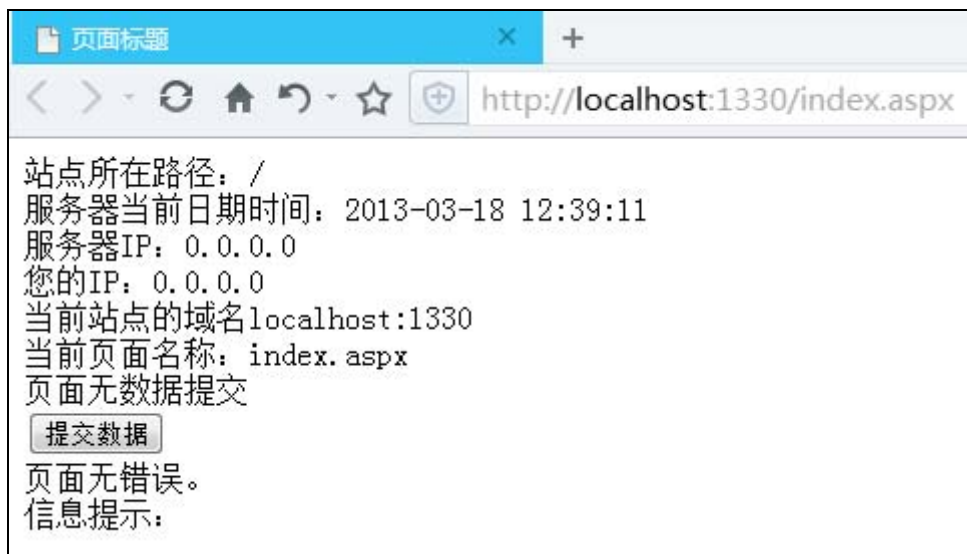 页面标题
http://localhost:1330/index.aspx
站点所在路径：/
服务器当前日期时间：2013-03-18 12:39:11
服务器IP：0.0.0.0
您的IP：0.0.0.0
当前站点的域名localhost:1330
当前页面名称：index.aspx
页面无数据提交
提交数据
页面无错误。
信息提示：